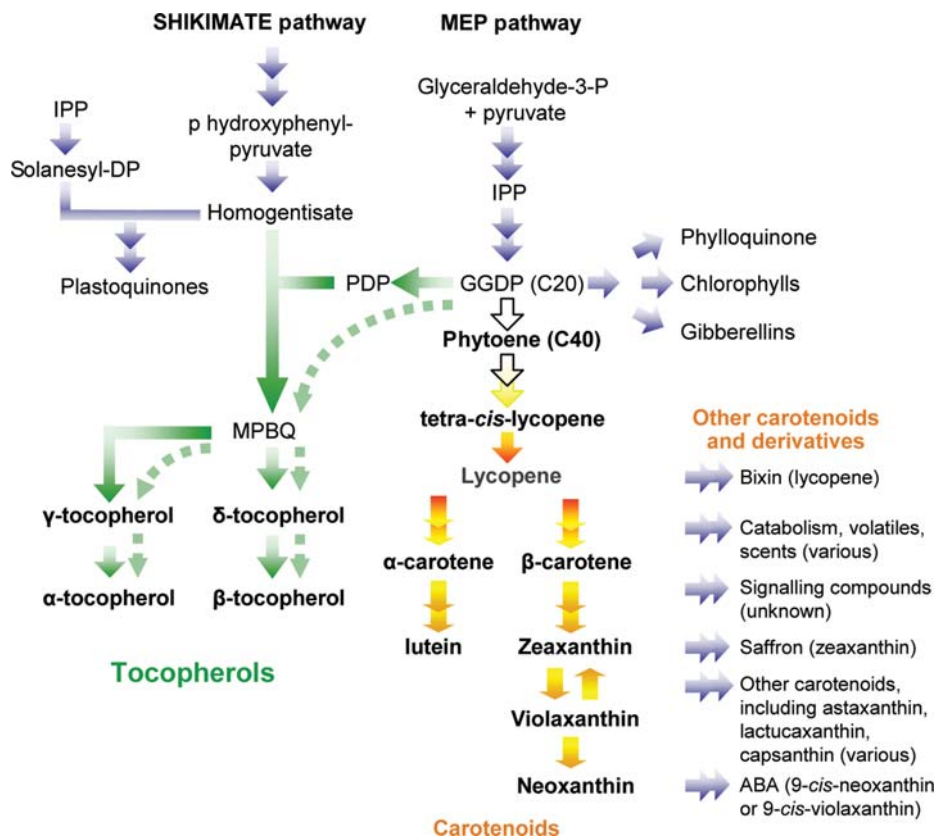 SHIKIMATE pathway
MEP pathway
Glyceraldehyde-3-P
+ pyruvate
IPP
p hydroxyphenyl-
pyruvate
Solanesyl-DP
IPP
Homogentisate
Plastoquinones
PDP
GGDP (C20)
Phylloquinone
Chlorophylls
Gibberellins
Phytoene (C40)
tetra-cis-lycopene
MPBQ
Lycopene
γ-tocopherol
δ-tocopherol
α-carotene
β-carotene
α-tocopherol
β-tocopherol
lutein
Zeaxanthin
Tocopherols
Violaxanthin
Neoxanthin
Carotenoids
Other carotenoids
and derivatives
Bixin (lycopene)
Catabolism, volatiles,
scents (various)
Signalling compounds
(unknown)
Saffron (zeaxanthin)
Other carotenoids,
including astaxanthin,
lactucaxanthin,
capsanthin (various)
ABA (9-cis-neoxanthin
or 9-cis-violaxanthin)